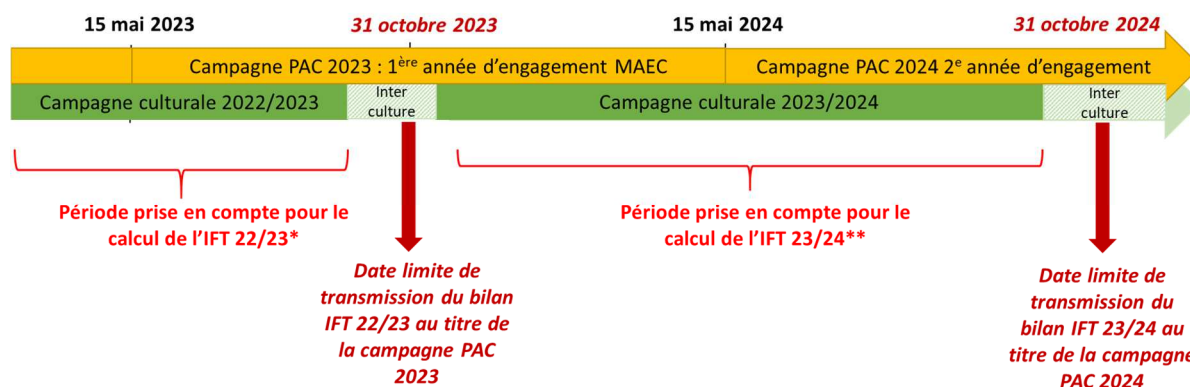 15 mai 2023
31 octobre 2023
15 mai 2024
31 octobre 2024
Campagne PAC 2023 : 1ère année d'engagement MAEC
Campagne PAC 2024 2e année d'engagement
Campagne culturale 2022/2023
Inter
culture
Campagne culturale 2023/2024
Inter
culture
Période prise en compte pour le
calcul de l'IFT 22/23*
Période prise en compte pour le
calcul de l'IFT 23/24**
Date limite de
transmission du bilan
IFT 22/23 au titre de
la campagne PAC
2023
Date limite de
transmission du
bilan IFT 23/24 au
titre de la campagne
PAC 2024